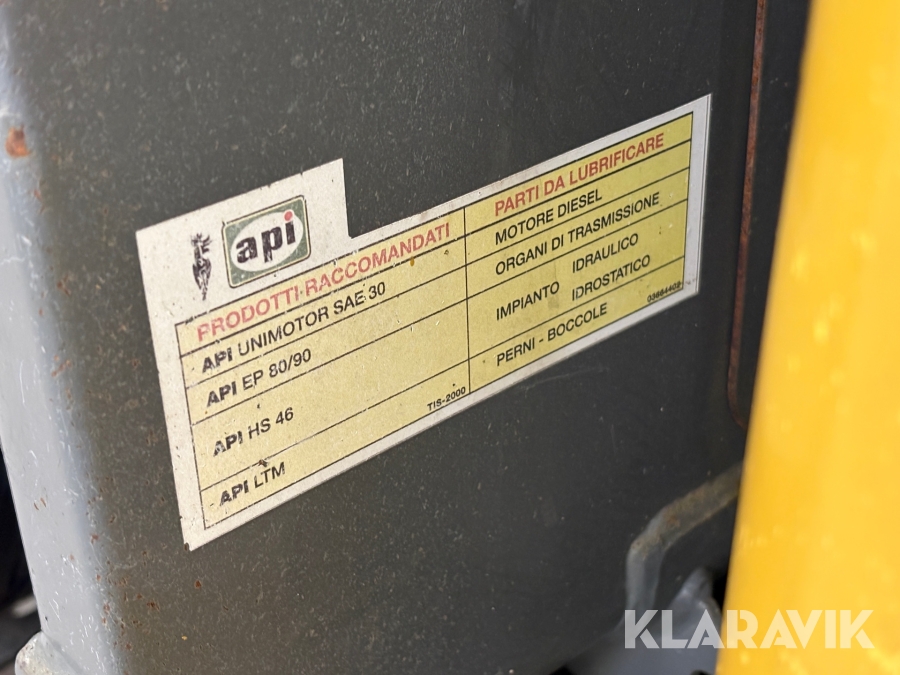 api
PRODOTTI RACCOMANDATI PARTI DA LUBRIFICARE
API UNIMOTOR SAE 30 MOTORE DIESEL
API EP 80/90 ORGANI DI TRASMISSIONE
API HS 46 IMPIANTO IDRAULICO
IDROSTATICO
API LTM PERNI - BOCCOLE
TIS-2000 03664402
KLARAVIK